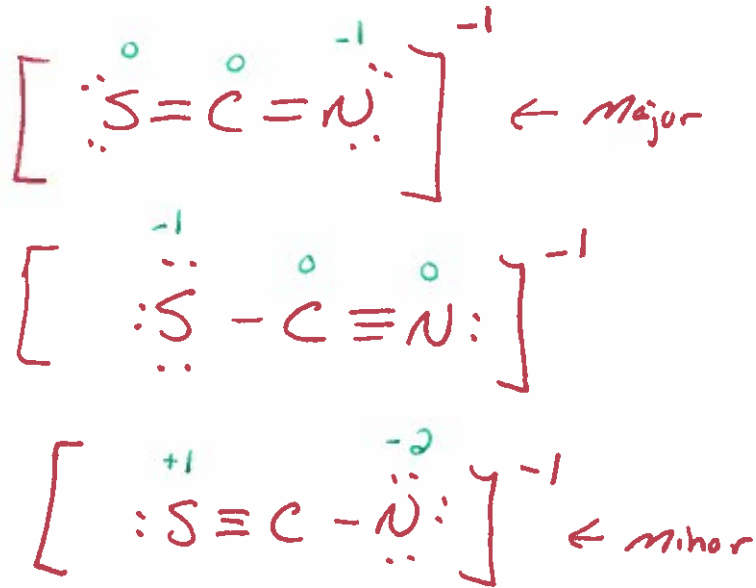 0 0 -1
[ :S=C=N: ]-1 ← Major
-1 0 0
[ :S-C≡N: ]-1
+1 -2
[ :S≡C-N: ]-1 ← Minor